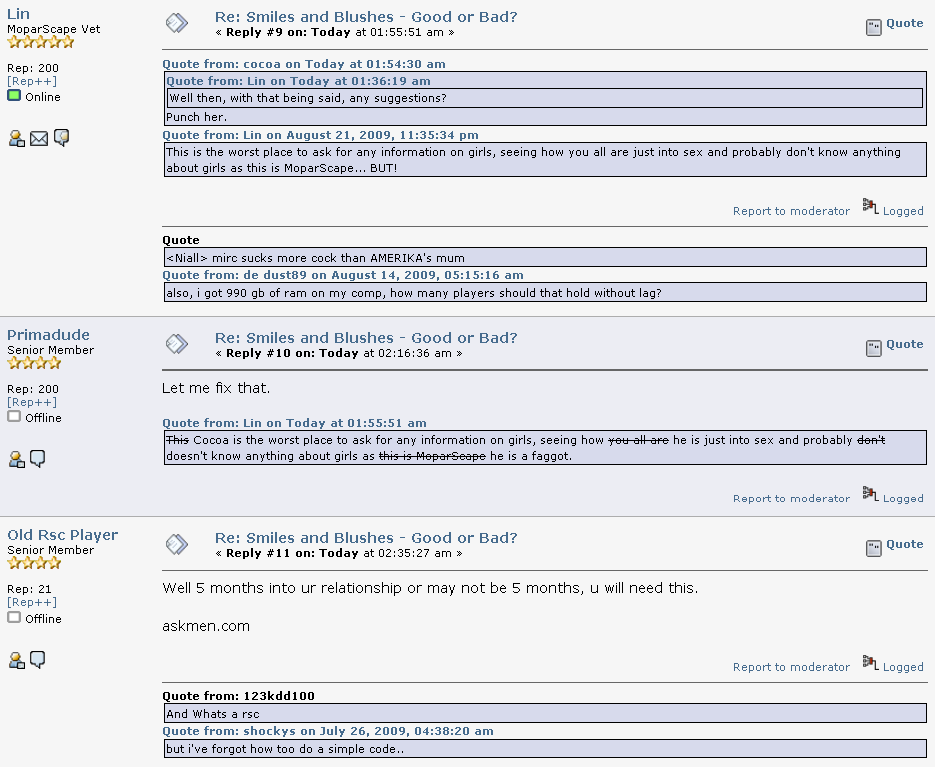 Lin
MoparScape Vet
Rep: 200
[Rep++]
Online
Re: Smiles and Blushes - Good or Bad?
« Reply #9 on: Today at 01:55:51 am »
Quote
Quote from: cocoa on Today at 01:54:30 am
Quote from: Lin on Today at 01:36:19 am
Well then, with that being said, any suggestions?
Punch her.
Quote from: Lin on August 21, 2009, 11:35:34 pm
This is the worst place to ask for any information on girls, seeing how you all are just into sex and probably don't know anything
about girls as this is MoparScape... BUT!
Report to moderator Logged
Quote
<Niall> mirc sucks more cock than AMERIKA's mum
Quote from: de dust89 on August 14, 2009, 05:15:16 am
also, i got 990 gb of ram on my comp, how many players should that hold without lag?
Primadude
Senior Member
Rep: 200
[Rep++]
Offline
Re: Smiles and Blushes - Good or Bad?
« Reply #10 on: Today at 02:16:36 am »
Quote
Let me fix that.
Quote from: Lin on Today at 01:55:51 am
This Cocoa is the worst place to ask for any information on girls, seeing how you all are he is just into sex and probably don't
doesn't know anything about girls as this is MoparScape he is a faggot.
Report to moderator Logged
Old Rsc Player
Senior Member
Rep: 21
[Rep++]
Offline
Re: Smiles and Blushes - Good or Bad?
« Reply #11 on: Today at 02:35:27 am »
Quote
Well 5 months into ur relationship or may not be 5 months, u will need this.
askmen.com
Report to moderator Logged
Quote from: 123kdd100
And Whats a rsc
Quote from: shockys on July 26, 2009, 04:38:20 am
but i've forgot how too do a simple code..